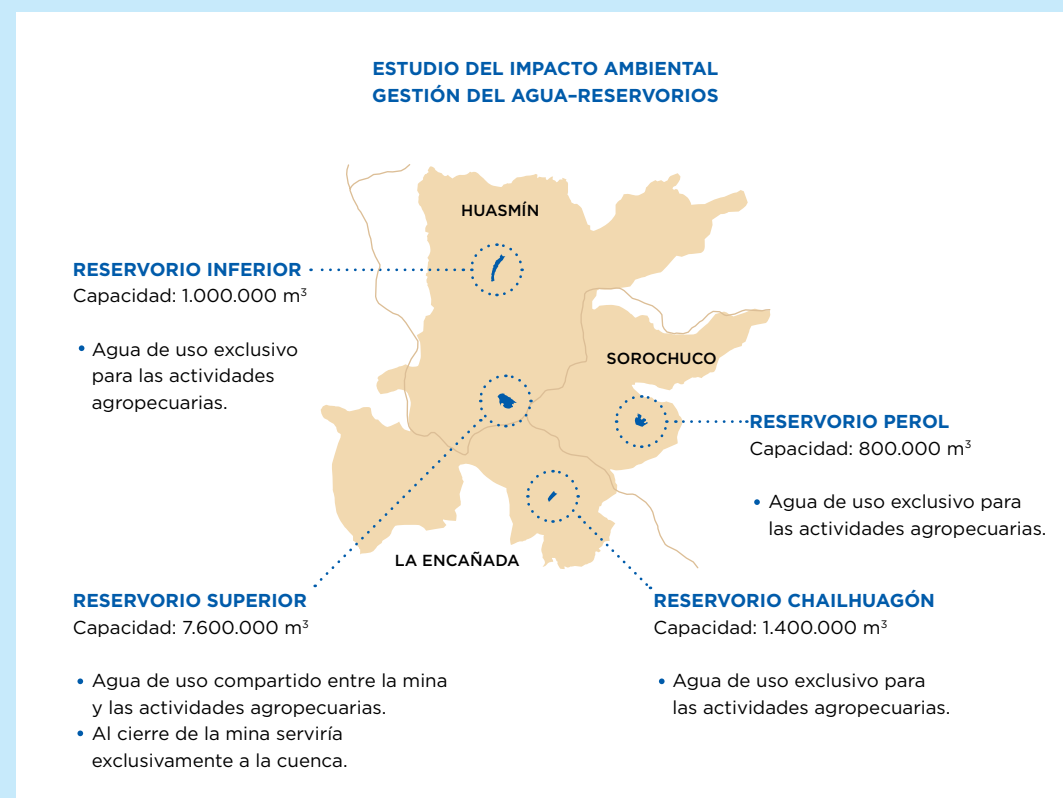 ESTUDIO DEL IMPACTO AMBIENTAL
GESTIÓN DEL AGUA–RESERVORIOS
HUASMÍN
RESERVORIO INFERIOR
Capacidad: 1.000.000 m³
• Agua de uso exclusivo
para las actividades
agropecuarias.
SOROCHUCO
RESERVORIO PEROL
Capacidad: 800.000 m³
• Agua de uso exclusivo para
las actividades agropecuarias.
LA ENCAÑADA
RESERVORIO SUPERIOR
Capacidad: 7.600.000 m³
• Agua de uso compartido entre la mina
y las actividades agropecuarias.
• Al cierre de la mina serviría
exclusivamente a la cuenca.
RESERVORIO CHAILHUAGÓN
Capacidad: 1.400.000 m³
• Agua de uso exclusivo para
las actividades agropecuarias.